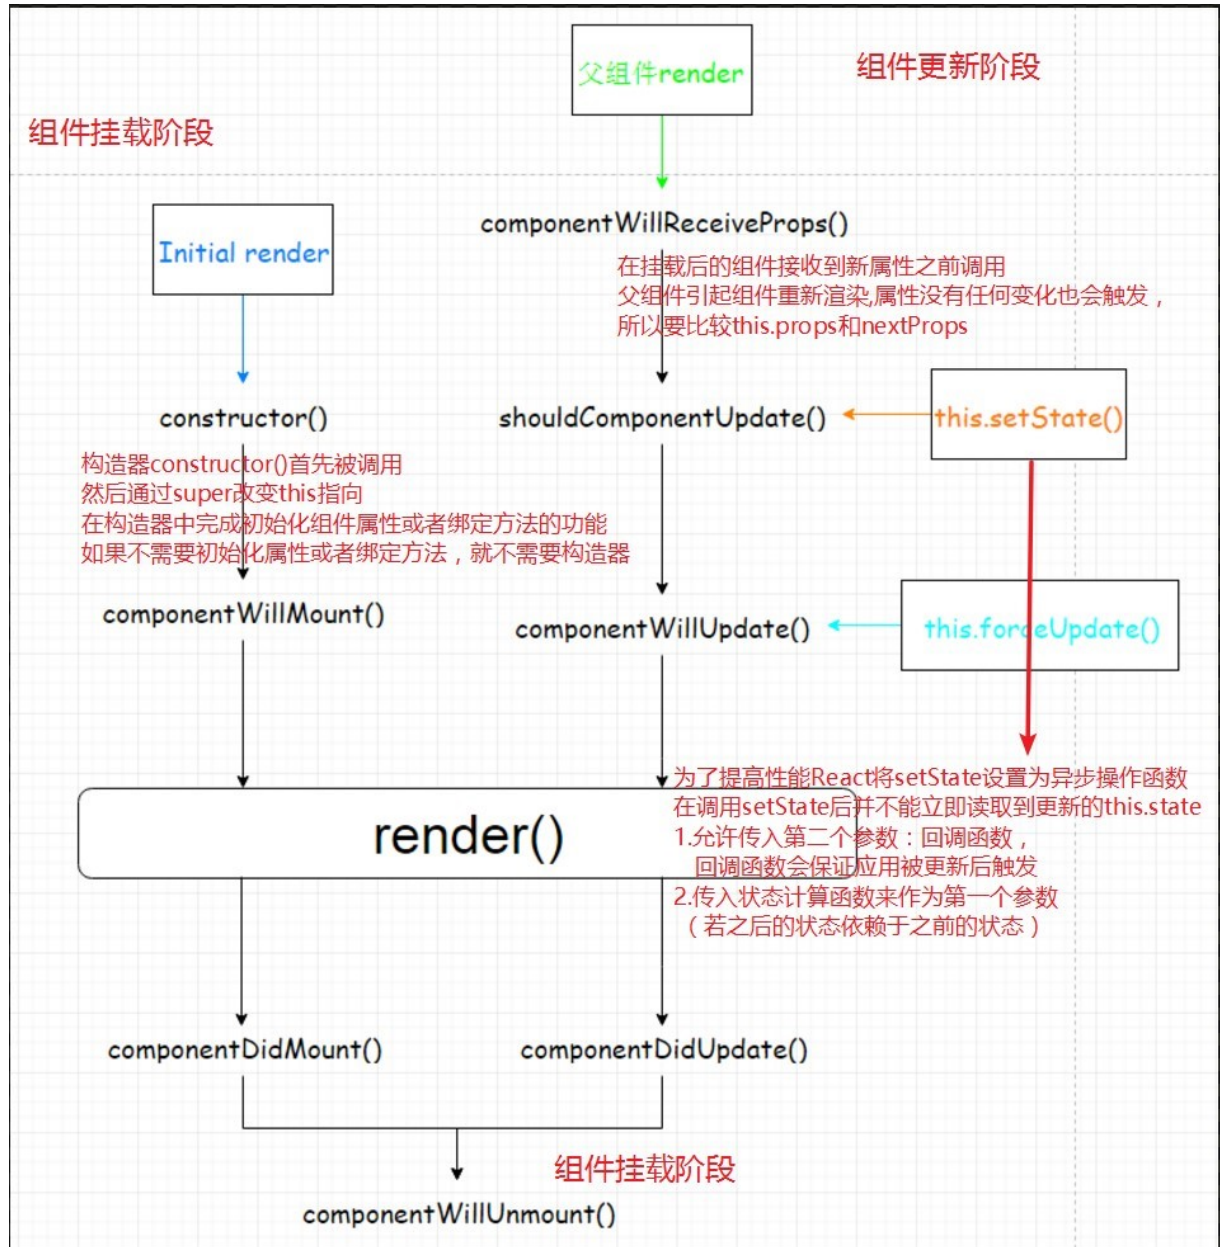 父组件render
组件更新阶段
组件挂载阶段
componentWillReceiveProps()
Initial render
在挂载后的组件接收到新属性之前调用
父组件引起组件重新渲染,属性没有任何变化也会触发，
所以要比较this.props和nextProps
constructor()
shouldComponentUpdate()
this.setState()
构造器constructor()首先被调用
然后通过super改变this指向
在构造器中完成初始化组件属性或者绑定方法的功能
如果不需要初始化属性或者绑定方法，就不需要构造器
componentWillMount()
componentWillUpdate()
this.forceUpdate()
为了提高性能React将setState设置为异步操作函数
在调用setState后并不能立即读取到更新的this.state
1.允许传入第二个参数：回调函数，
回调函数会保证应用被更新后触发
2.传入状态计算函数来作为第一个参数
（若之后的状态依赖于之前的状态）
render()
componentDidMount()
componentDidUpdate()
组件挂载阶段
componentWillUnmount()